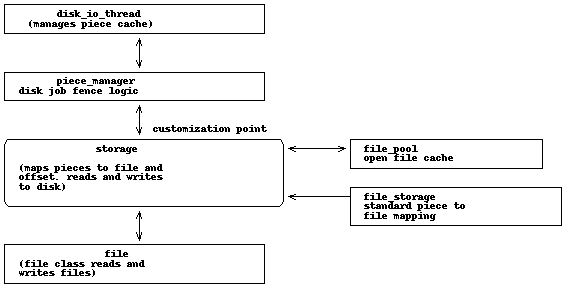 disk_io_thread
(manages piece cache)
piece_manager
disk job fence logic
customization point
storage
(maps pieces to file and
offset. reads and writes
to disk)
file_pool
open file cache
file_storage
standard piece to
file mapping
file
(file class reads and
writes files)